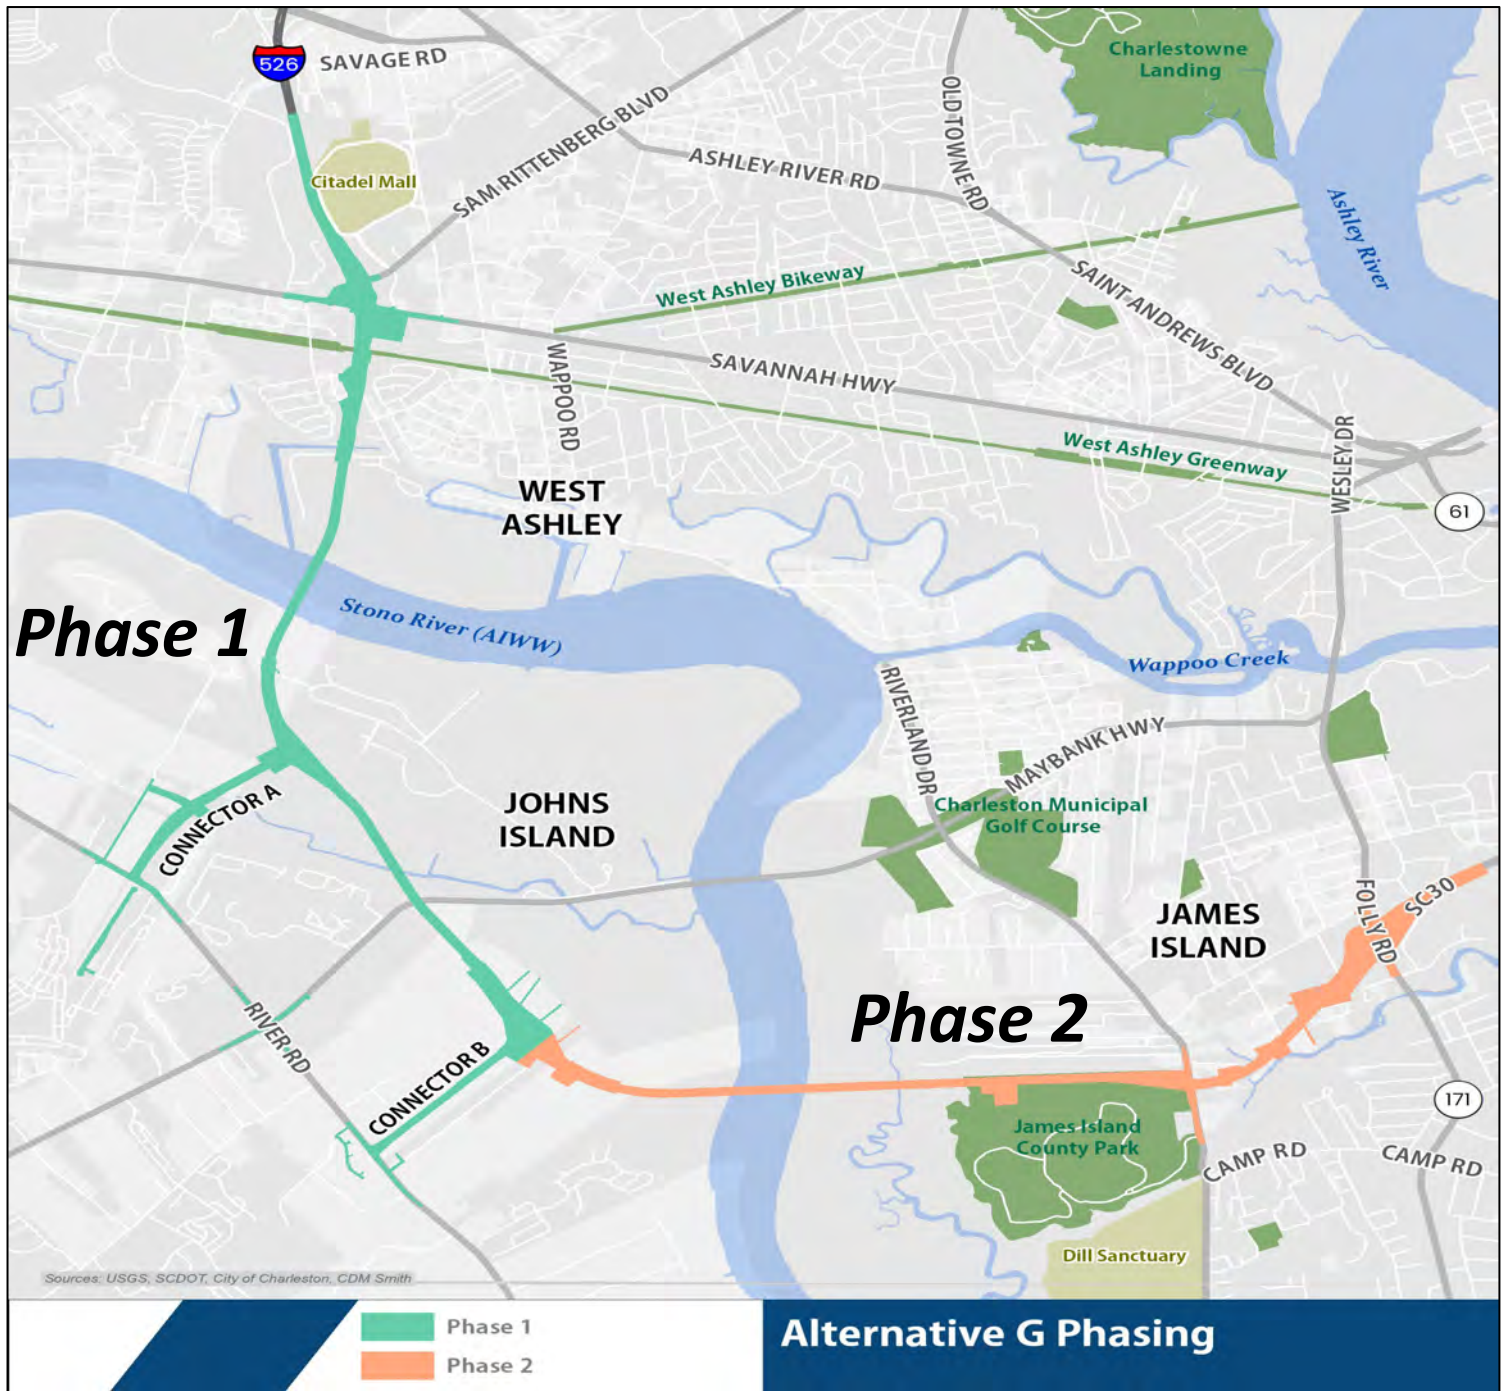 526
SAVAGE RD
Charlestowne
Landing
OLD TOWNE RD
SAM RITTENBERG BLVD
ASHLEY RIVER RD
Citadel Mall
Ashley River
West Ashley Bikeway
SAINT ANDREWS BLVD
WAPPOO RD
SAVANNAH HWY
West Ashley Greenway
WESLEY DR
61
WEST
ASHLEY
Phase 1
Stono River (AIWW)
Wappoo Creek
RIVERLAND DR
MAYBANK HWY
CONNECTOR A
JOHNS
ISLAND
Charleston Municipal
Golf Course
JAMES
ISLAND
FOLLY RD
SC30
Phase 2
RIVER RD
CONNECTOR B
171
James Island
County Park
CAMP RD
CAMP RD
Dill Sanctuary
Sources: USGS, SCDOT, City of Charleston, CDM Smith
Phase 1
Phase 2
Alternative G Phasing